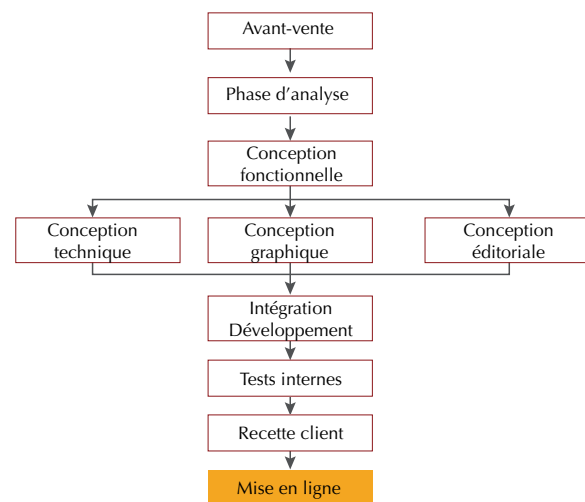 Avant-vente
Phase d’analyse
Conception
fonctionnelle
Conception
technique
Conception
graphique
Conception
éditoriale
Intégration
Développement
Tests internes
Recette client
Mise en ligne